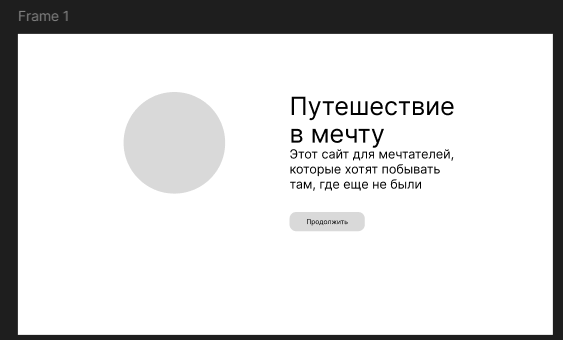 Frame 1
Путешествие
в мечту
Этот сайт для мечтателей,
которые хотят побывать
там, где еще не были
Продолжить